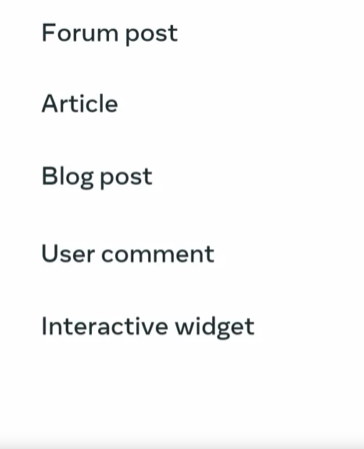 Forum post
Article
Blog post
User comment
Interactive widget